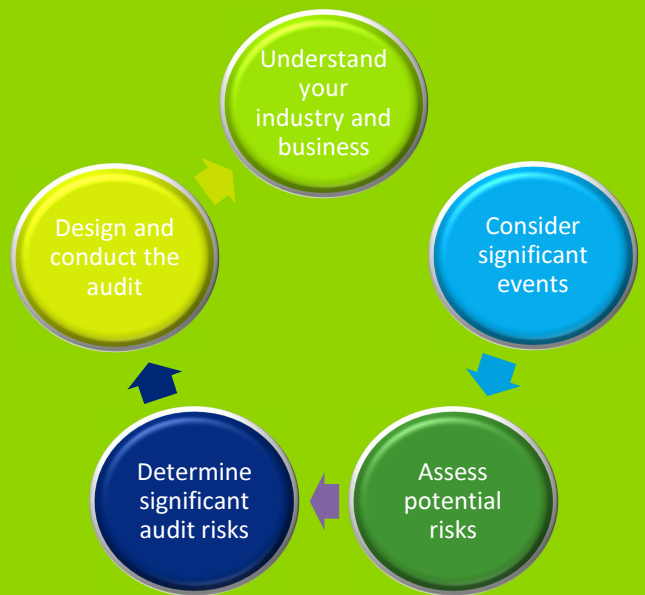 Understand
your
industry and
business
Consider
significant
events
Assess
potential
risks
Determine
significant
audit risks
Design and
conduct the
audit